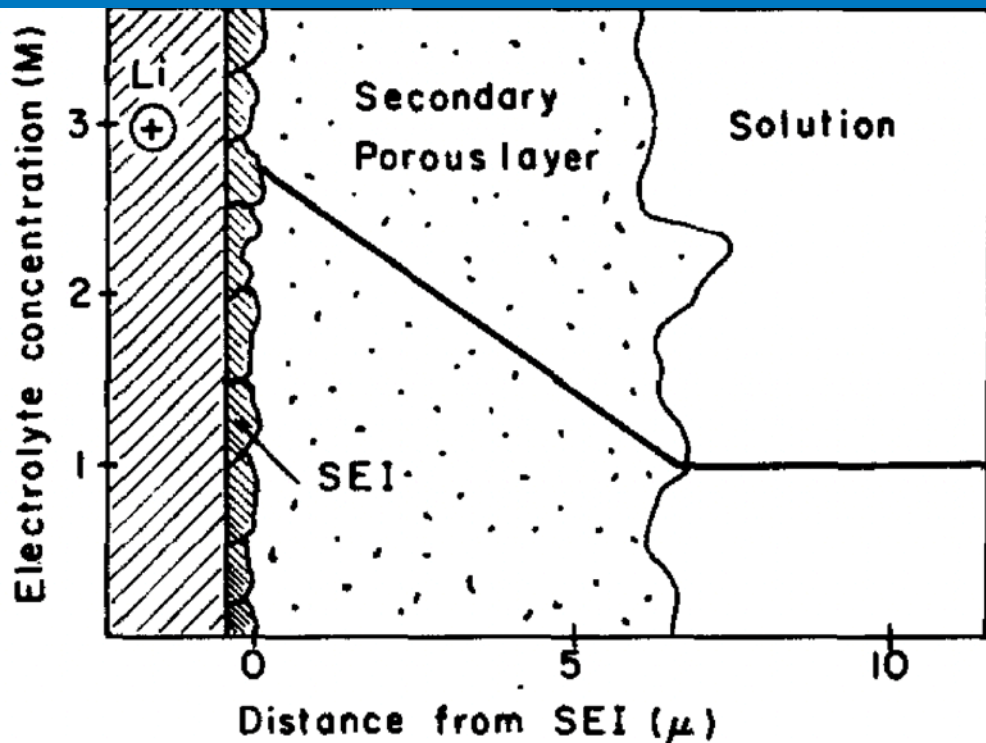 Electrolyte concentration (M)
3
2
1
Li
+
Secondary
Porous layer
Solution
SEI
0
5
10
Distance from SEI (μ)